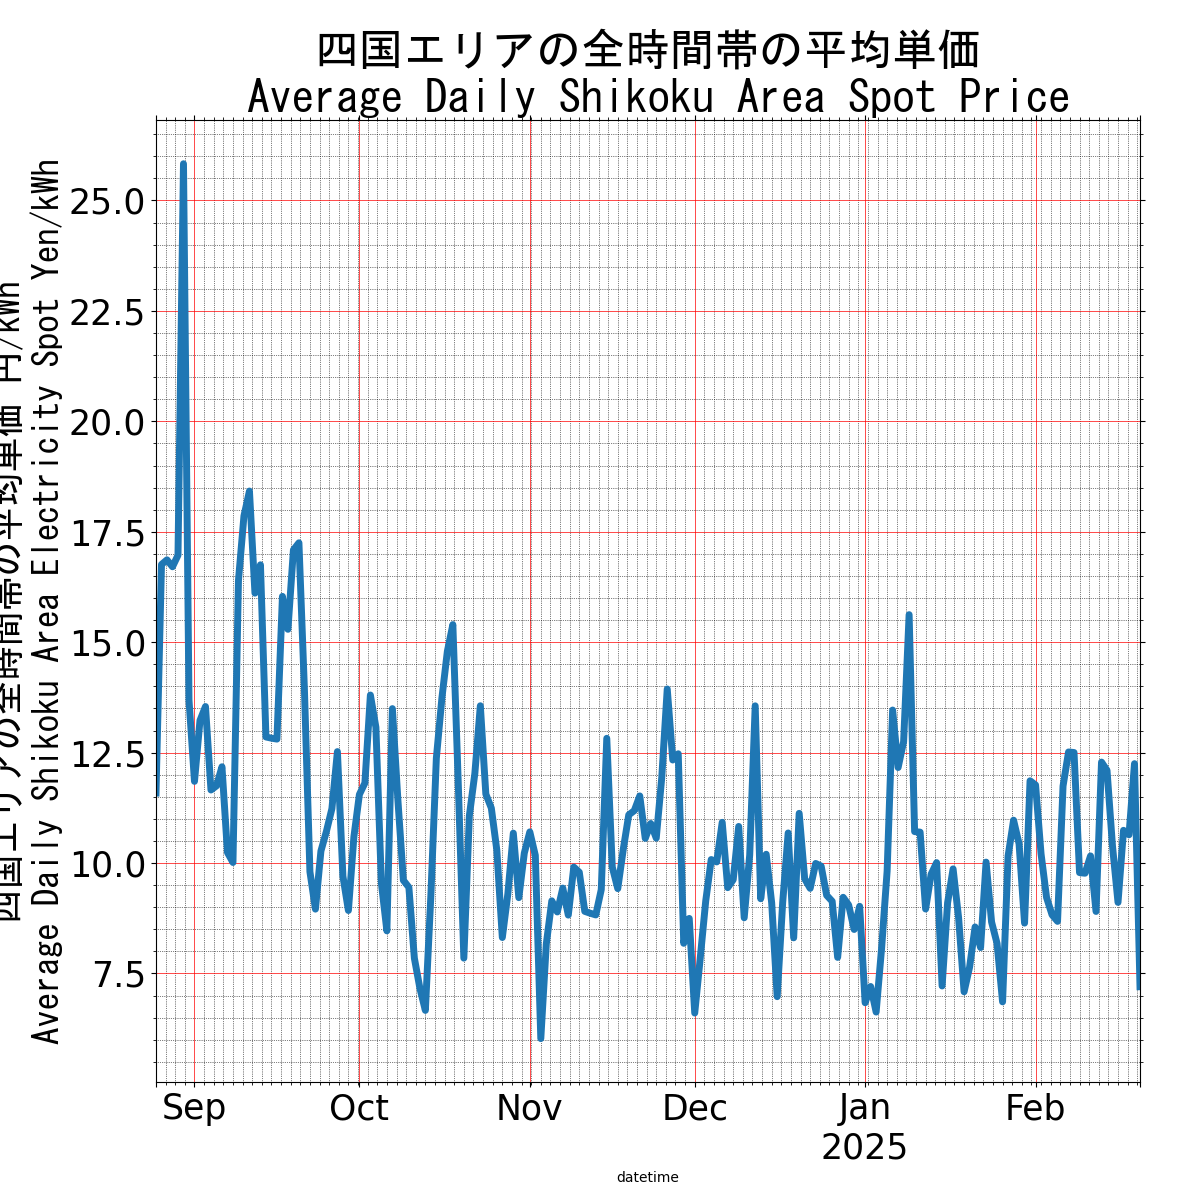 四国エリアの全時間帯の平均単価
Average Daily Shikoku Area Spot Price
四国エリアの全時間帯の平均単価 円/kWh
Average Daily Shikoku Area Electricity Spot Yen/kWh
25.0
22.5
20.0
17.5
15.0
12.5
10.0
7.5
Sep Oct Nov Dec Jan Feb
2025
datetime